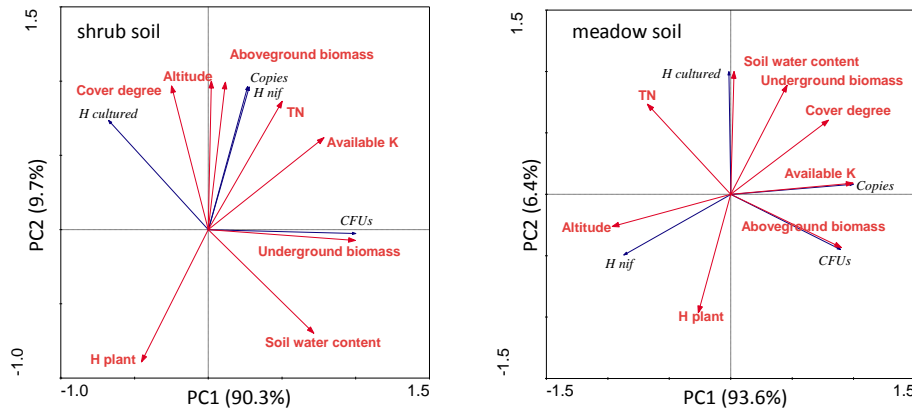 1.5
shrub soil
Aboveground biomass
Altitude
Copies
Cover degree
H nif
H cultured
TN
Available K
PC2 (9.7%)
CFUs
Underground biomass
Soil water content
H plant
-1.0
-1.0
PC1 (90.3%)
1.5
1.5
meadow soil
Soil water content
H cultured
Underground biomass
TN
Cover degree
PC2 (6.4%)
Available K
Copies
Altitude
Aboveground biomass
H nif
CFUs
H plant
-1.5
-1.5
PC1 (93.6%)
1.5